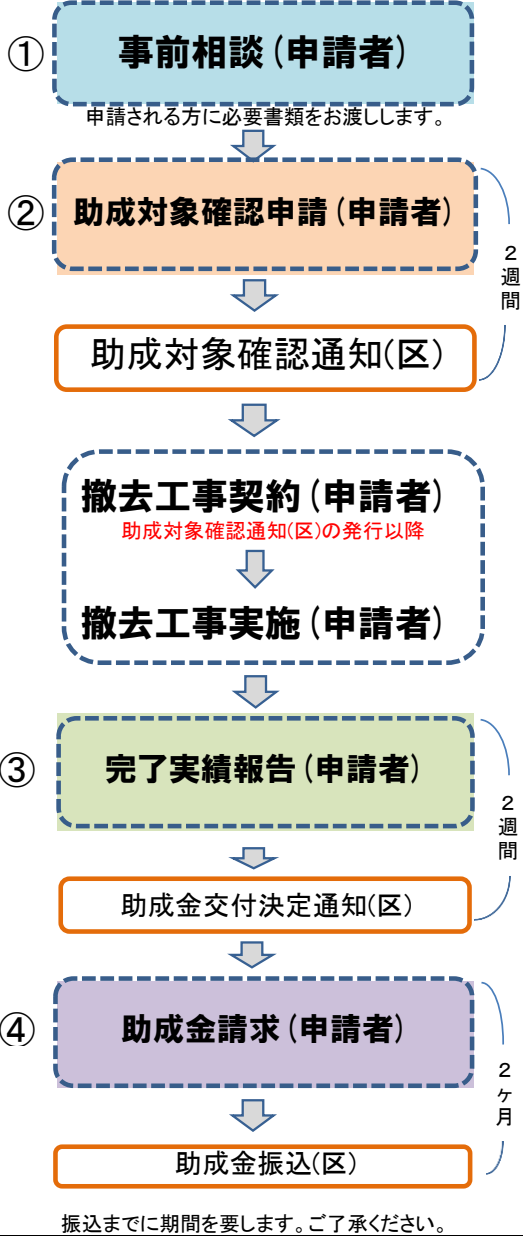 ①
事前相談(申請者)
申請される方に必要書類をお渡しします。
②
助成対象確認申請(申請者)
2週間
助成対象確認通知(区)
撤去工事契約(申請者)
助成対象確認通知(区)の発行以降
撤去工事実施(申請者)
③
完了実績報告(申請者)
2週間
助成金交付決定通知(区)
④
助成金請求(申請者)
2ヶ月
助成金振込(区)
振込までに期間を要します。ご了承ください。